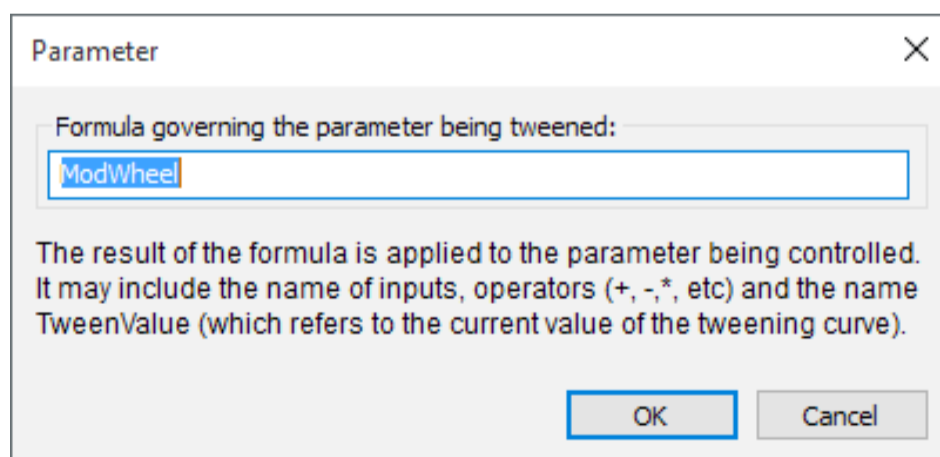 Parameter
Formula governing the parameter being tweened:
ModWheel
The result of the formula is applied to the parameter being controlled.
It may include the name of inputs, operators (+, -,*, etc) and the name
TweenValue (which refers to the current value of the tweening curve).
OK Cancel